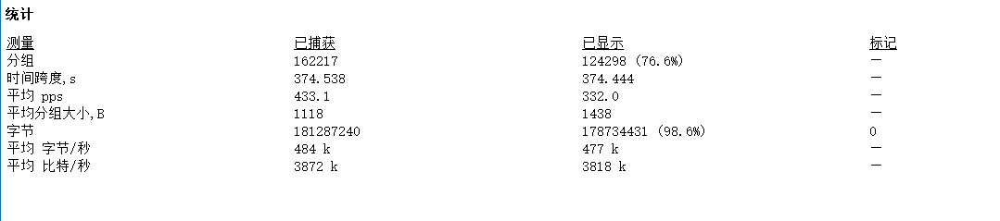 统计
测量 已捕获 已显示 标记
分组 162217 124298 (76.6%) —
时间跨度,s 374.538 374.444 —
平均 pps 433.1 332.0 —
平均分组大小,B 1118 1438 —
字节 181287240 178734431 (98.6%) 0
平均 字节/秒 484 k 477 k —
平均 比特/秒 3872 k 3818 k —